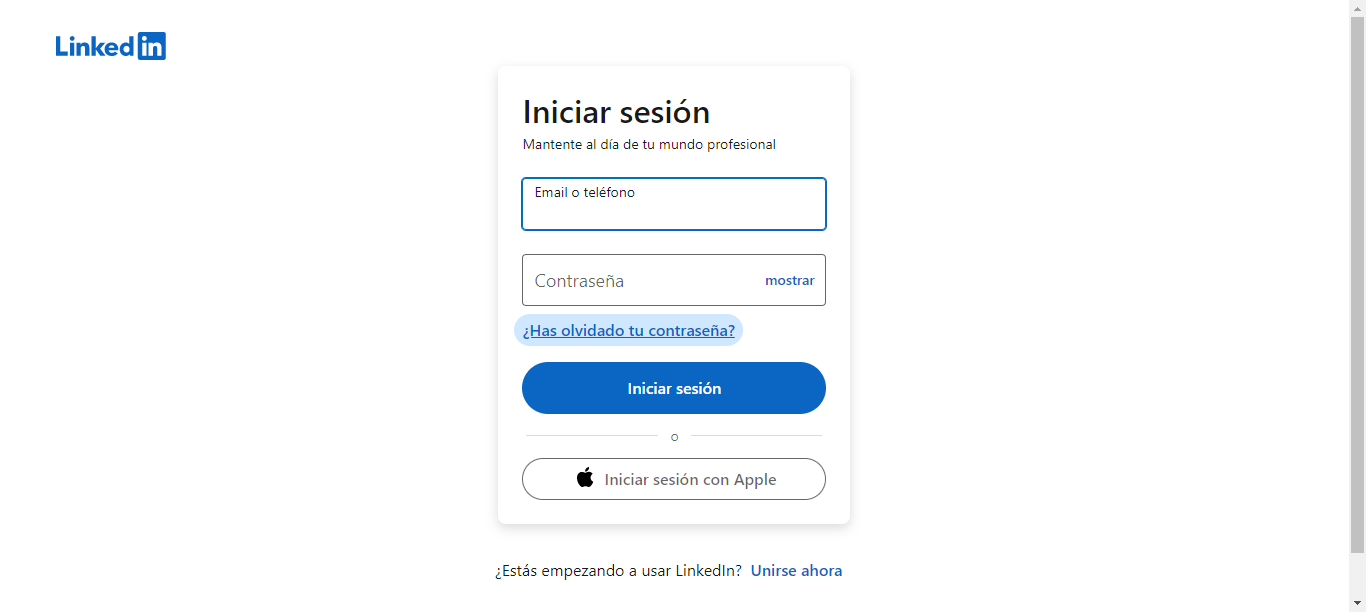 LinkedIn
Iniciar sesión
Mantente al día de tu mundo profesional
Email o teléfono
Contraseña mostrar
¿Has olvidado tu contraseña?
Iniciar sesión
o
Iniciar sesión con Apple
¿Estás empezando a usar LinkedIn? Unirse ahora